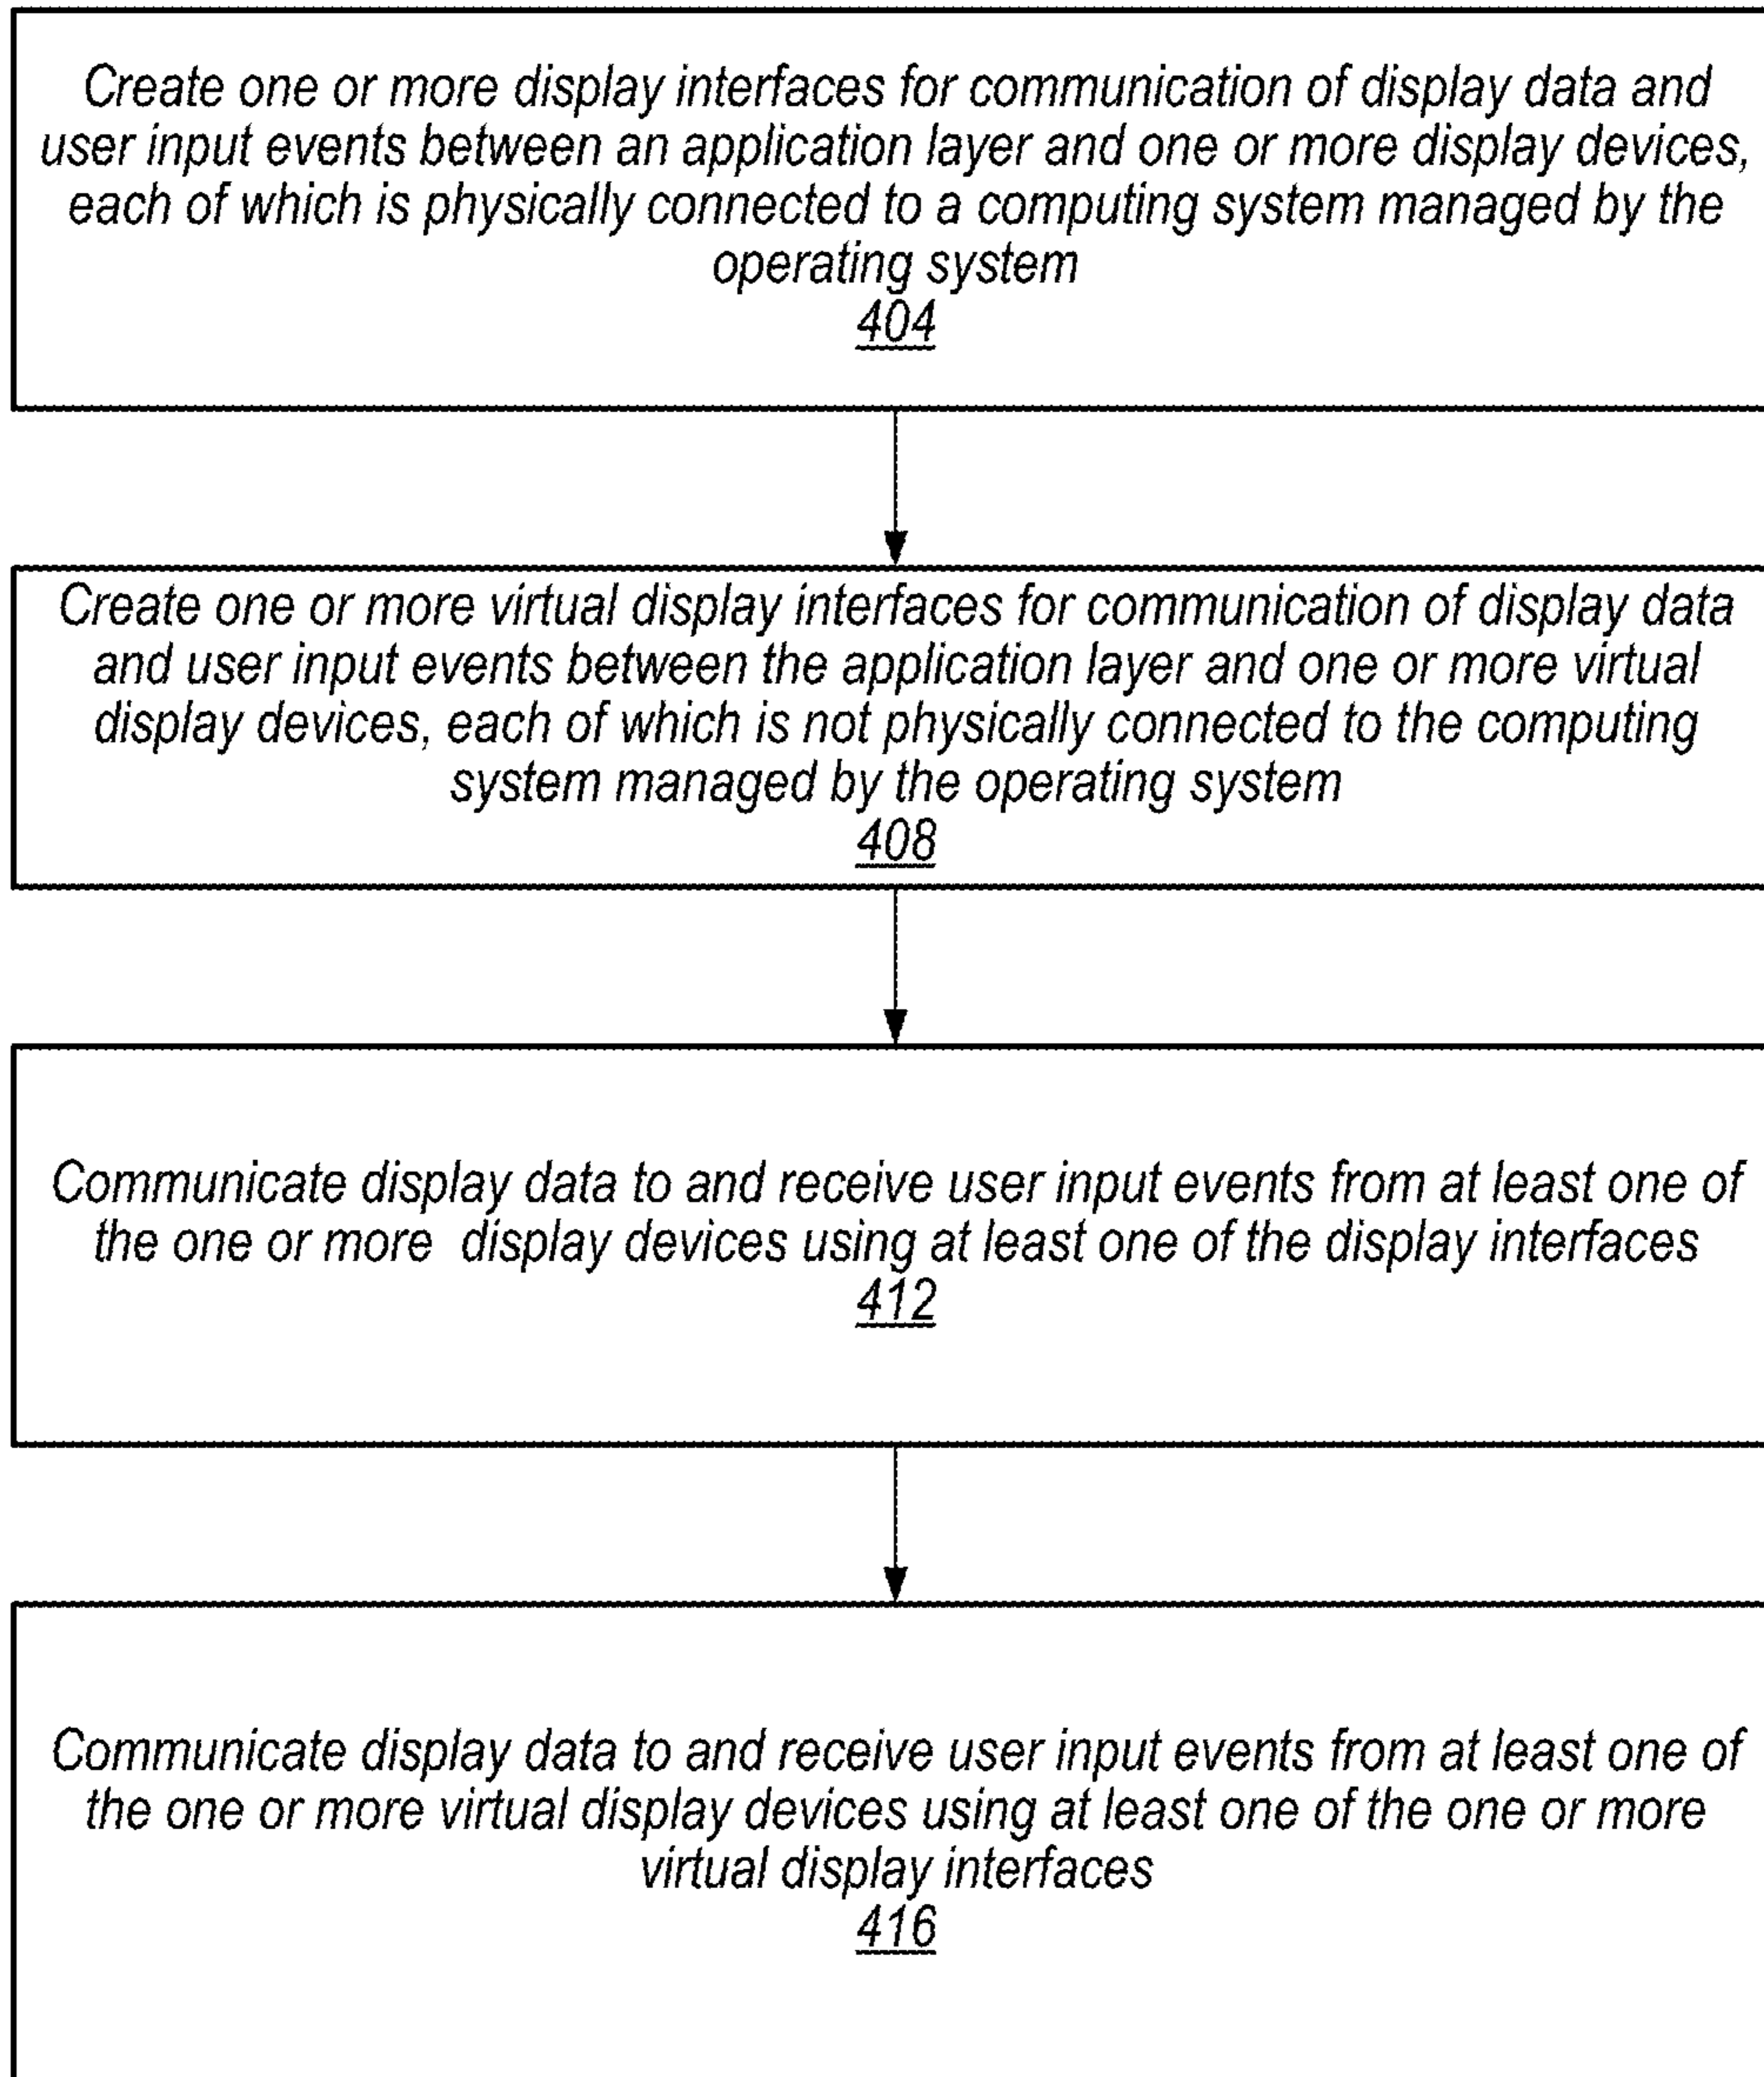 Create one or more display interfaces for communication of display data and
user input events between an application layer and one or more display devices,
each of which is physically connected to a computing system managed by the
operating system
404
Create one or more virtual display interfaces for communication of display data
and user input events between the application layer and one or more virtual
display devices, each of which is not physically connected to the computing
system managed by the operating system
408
Communicate display data to and receive user input events from at least one of
the one or more display devices using at least one of the display interfaces
412
Communicate display data to and receive user input events from at least one of
the one or more virtual display devices using at least one of the one or more
virtual display interfaces
416